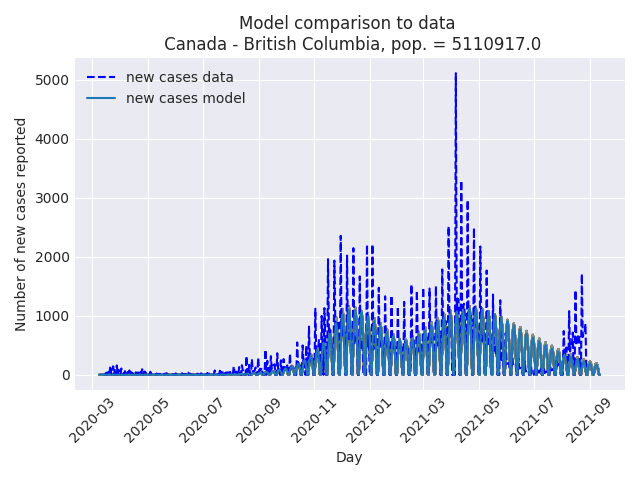 Model comparison to data
Canada - British Columbia, pop. = 5110917.0
new cases data
new cases model
Number of new cases reported
5000
4000
3000
2000
1000
0
2020-03
2020-05
2020-07
2020-09
2020-11
2021-01
2021-03
2021-05
2021-07
2021-09
Day